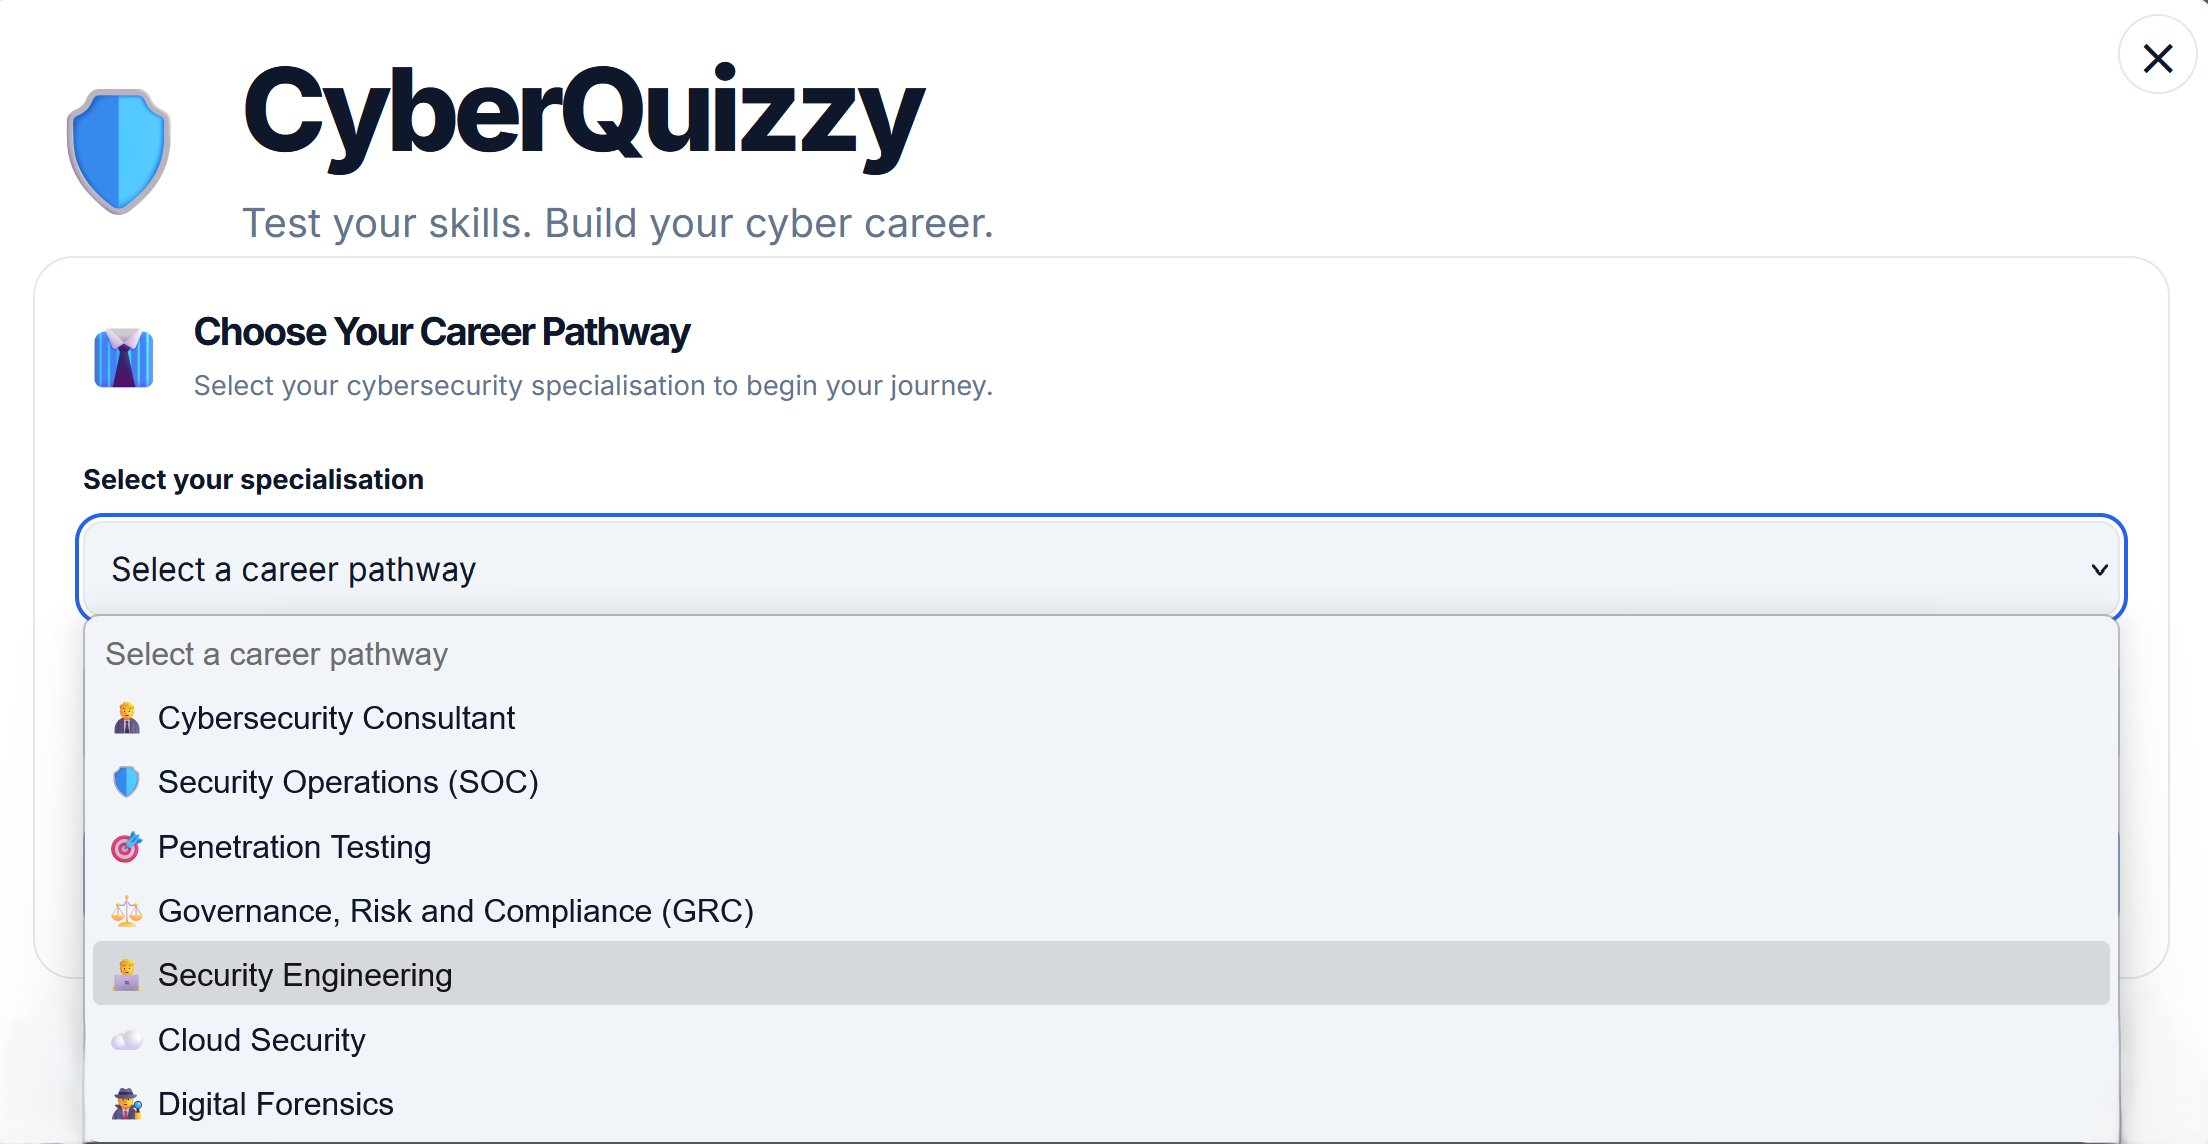 CyberQuizzy
Test your skills. Build your cyber career.
Choose Your Career Pathway
Select your cybersecurity specialisation to begin your journey.
Select your specialisation
Select a career pathway
Select a career pathway
Cybersecurity Consultant
Security Operations (SOC)
Penetration Testing
Governance, Risk and Compliance (GRC)
Security Engineering
Cloud Security
Digital Forensics